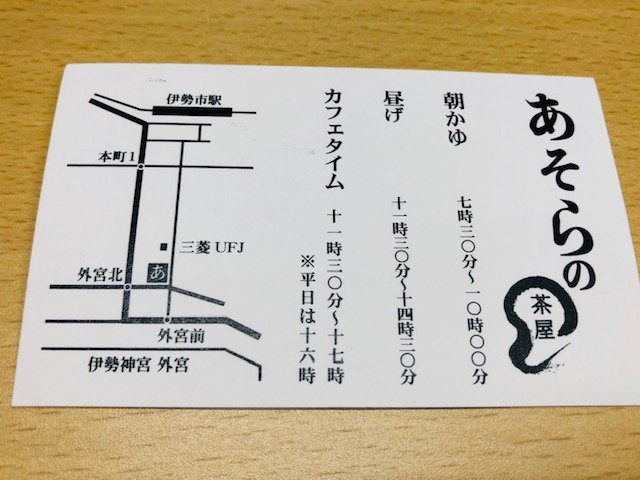 あそらの
茶屋
朝かゆ 七時三〇分〜一〇時〇〇分
昼げ 十一時三〇分〜十四時三〇分
カフェタイム 十一時三〇分〜十七時
※平日は十六時
伊勢市駅
本町1
三菱UFJ
あ
外宮北
外宮前
伊勢神宮 外宮